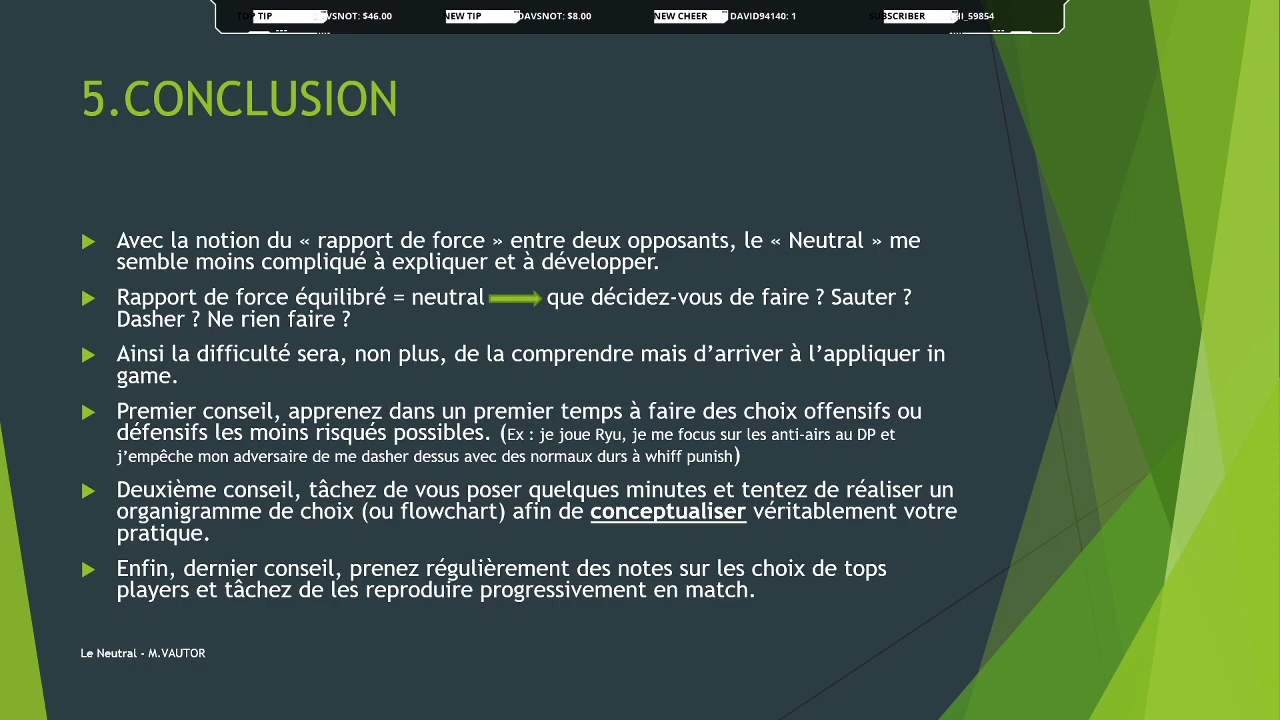 TOP TIP AVSNOT: $46.00 NEW TIP DAVSNOT: $8.00 NEW CHEER DAVID94140: 1 SUBSCRIBER HI_59854
5.CONCLUSION
Avec la notion du « rapport de force » entre deux opposants, le « Neutral » me
semble moins compliqué à expliquer et à développer.
Rapport de force équilibré = neutral que décidez-vous de faire ? Sauter ?
Dasher ? Ne rien faire ?
Ainsi la difficulté sera, non plus, de la comprendre mais d’arriver à l’appliquer in
game.
Premier conseil, apprenez dans un premier temps à faire des choix offensifs ou
défensifs les moins risqués possibles. (Ex : je joue Ryu, je me focus sur les anti-airs au DP et
j’empêche mon adversaire de me dasher dessus avec des normaux durs à whiff punish)
Deuxième conseil, tâchez de vous poser quelques minutes et tentez de réaliser un
organigramme de choix (ou flowchart) afin de conceptualiser véritablement votre
pratique.
Enfin, dernier conseil, prenez régulièrement des notes sur les choix de tops
players et tâchez de les reproduire progressivement en match.
Le Neutral - M.VAUTOR